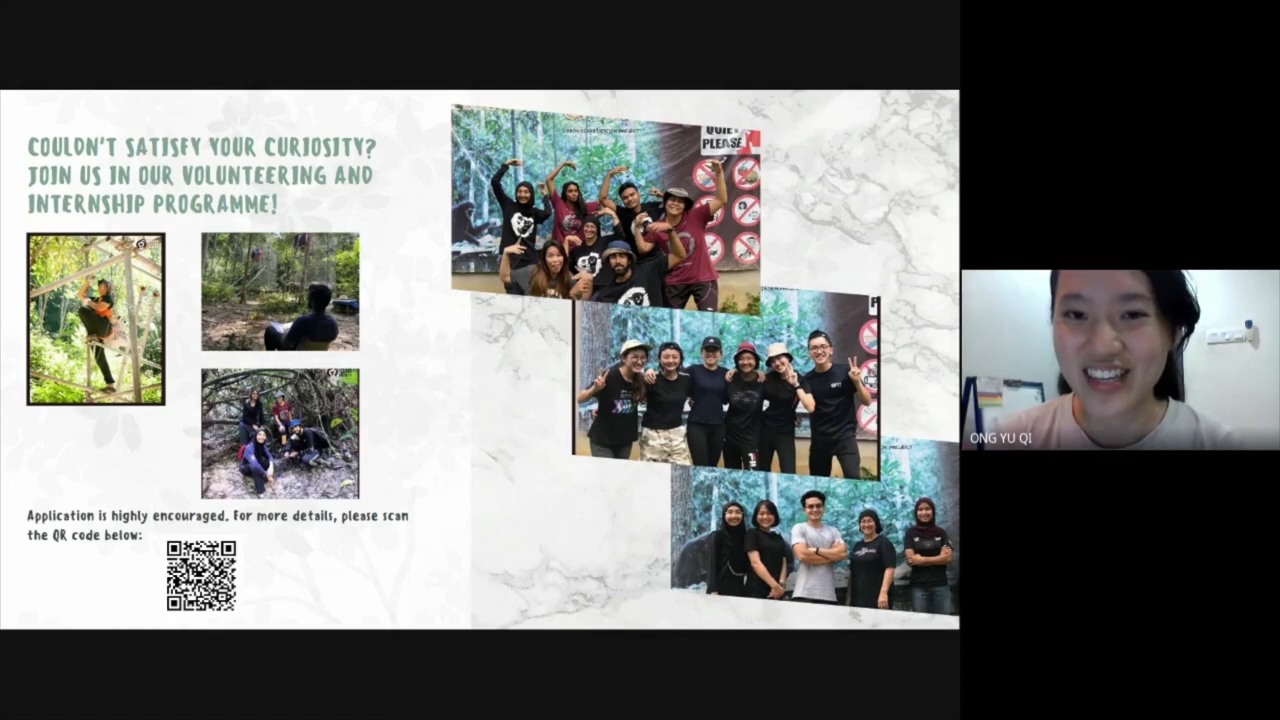 COULDN'T SATISFY YOUR CURIOSITY?
JOIN US IN OUR VOLUNTEERING AND
INTERNSHIP PROGRAMME!
Application is highly encouraged. For more details, please scan
the QR code below:
QUIET
PLEASE
ONG YU QI